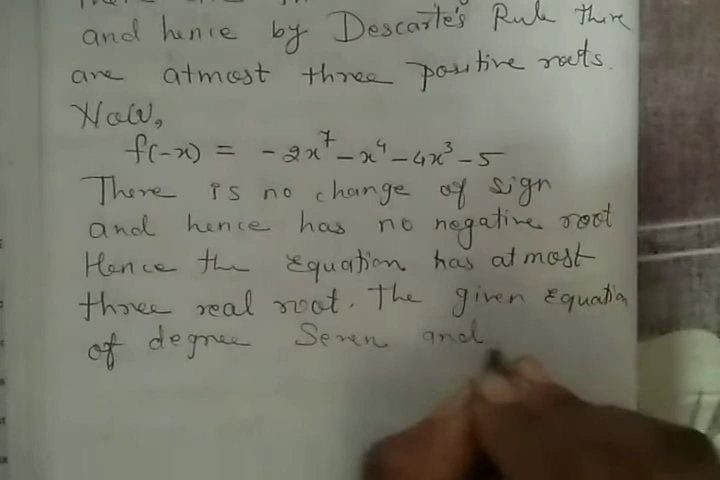 and hence by Descarte's Rule there
are atmost three positive roots.
Now,
f(-x) = -2x⁷-x⁴-4x³-5
There is no change of sign
and hence has no negative root
Hence the Equation has atmost
three real root. The given Equation
of degree Seven and